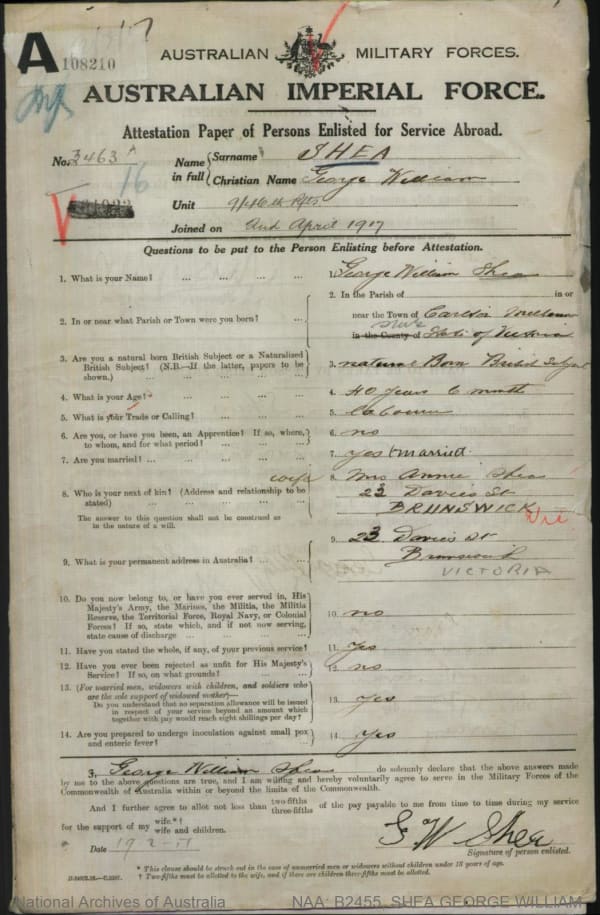 A
108210
AUSTRALIAN MILITARY FORCES.
AUSTRALIAN IMPERIAL FORCE.
Attestation Paper of Persons Enlisted for Service Abroad.
No. 3463A Name in full Surname SHEA
16 Christian Name George William
Unit 9/46th Rfts
Joined on 2nd April 1917
Questions to be put to the Person Enlisting before Attestation.
1. What is your Name? ... ... ... ... 1. George William Shea
2. In or near what Parish or Town were you born? ... 2. In the Parish of in or
near the Town of Carlton Melbourne
in the County of State of Victoria
3. Are you a natural born British Subject or a Naturalized British Subject? (N.B.—If the latter, papers to be shown.) ... 3. natural Born British Subject
4. What is your Age? ... ... ... 4. 40 years 6 month
5. What is your Trade or Calling? ... ... ... 5. Labourer
6. Are you, or have you been, an Apprentice? If so, where, to whom, and for what period? ... ... 6. no
7. Are you married? ... ... ... ... 7. yes married
8. Who is your next of kin? (Address and relationship to be stated) ... wife 8. Mrs Annie Shea
23 Davies St
BRUNSWICK Vic
The answer to this question shall not be construed as in the nature of a will.
9. What is your permanent address in Australia? ... ... 9. 23 Davies St
Brunswick
VICTORIA
10. Do you now belong to, or have you ever served in, His Majesty's Army, the Marines, the Militia, the Militia Reserve, the Territorial Force, Royal Navy, or Colonial Forces? If so, state which, and if not now serving, state cause of discharge ... ... 10. no
11. Have you stated the whole, if any, of your previous service? 11. Yes
12. Have you ever been rejected as unfit for His Majesty's Service? If so, on what grounds? ... ... 12. no
13. (For married men, widowers with children, and soldiers who are the sole support of widowed mother)—
Do you understand that no separation allowance will be issued in respect of your service beyond an amount which together with pay would reach eight shillings per day? 13. yes
14. Are you prepared to undergo inoculation against small pox and enteric fever? ... ... ... 14. Yes
I, George William Shea do solemnly declare that the above answers made
by me to the above questions are true, and I am willing and hereby voluntarily agree to serve in the Military Forces of the
Commonwealth of Australia within or beyond the limits of the Commonwealth.
And I further agree to allot not less than two-fifths three-fifths of the pay payable to me from time to time during my service
for the support of my wife.*† wife and children.
Date 19-2-17 G W Shea
Signature of person enlisted.
* This clause should be struck out in the case of unmarried men or widowers without children under 18 years of age.
† Two-fifths must be allotted to the wife, and if there are children three-fifths must be allotted.
National Archives of Australia NAA: B2455, SHEA GEORGE WILLIAM